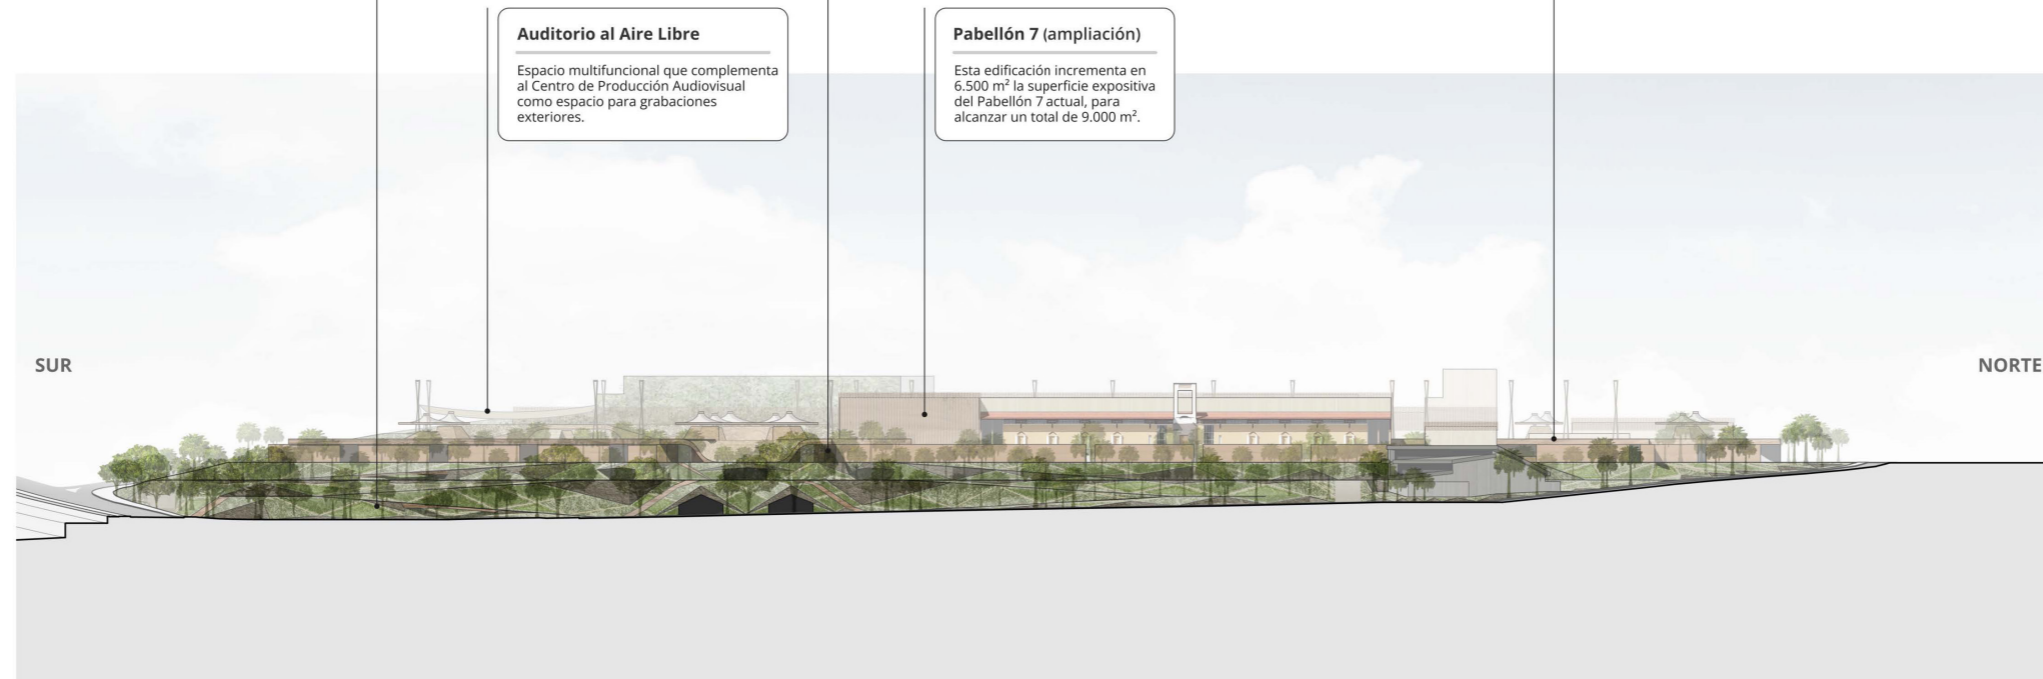 Auditorio al Aire Libre
Espacio multifuncional que complementa
al Centro de Producción Audiovisual
como espacio para grabaciones
exteriores.
Pabellón 7 (ampliación)
Esta edificación incrementa en
6.500 m² la superficie expositiva
del Pabellón 7 actual, para
alcanzar un total de 9.000 m².
SUR
NORTE